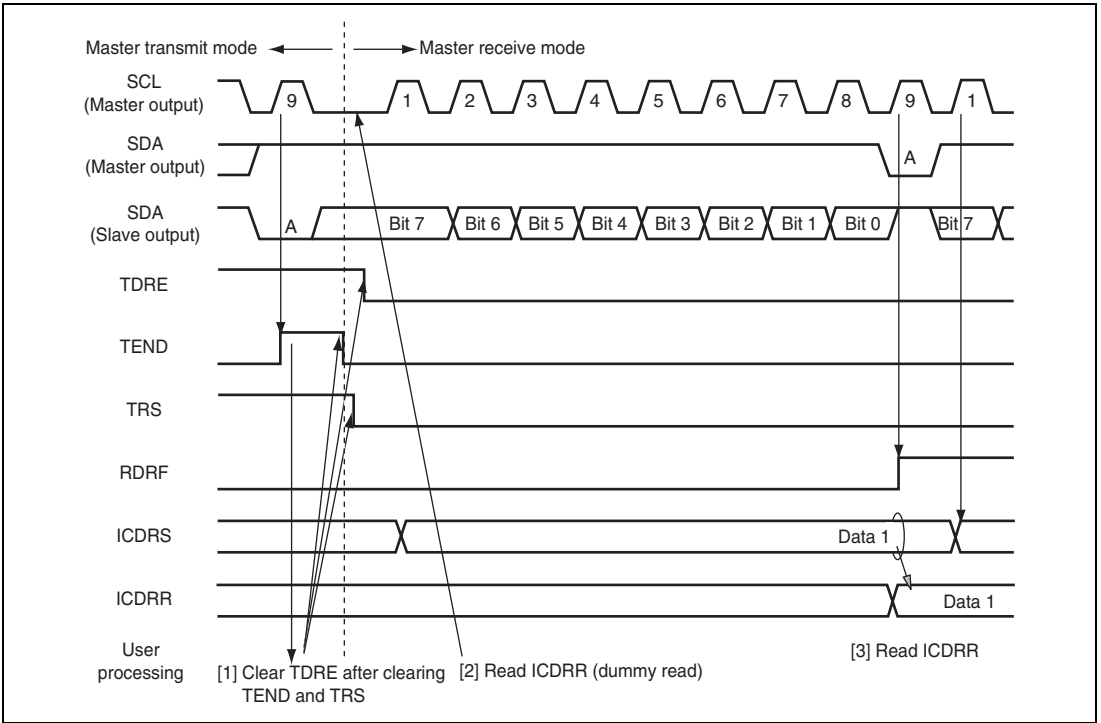 Master transmit mode
Master receive mode
SCL
(Master output)
9
1
2
3
4
5
6
7
8
9
1
SDA
(Master output)
A
SDA
(Slave output)
A
Bit 7
Bit 6
Bit 5
Bit 4
Bit 3
Bit 2
Bit 1
Bit 0
Bit 7
TDRE
TEND
TRS
RDRF
ICDRS
Data 1
ICDRR
Data 1
User
processing
[1] Clear TDRE after clearing
TEND and TRS
[2] Read ICDRR (dummy read)
[3] Read ICDRR